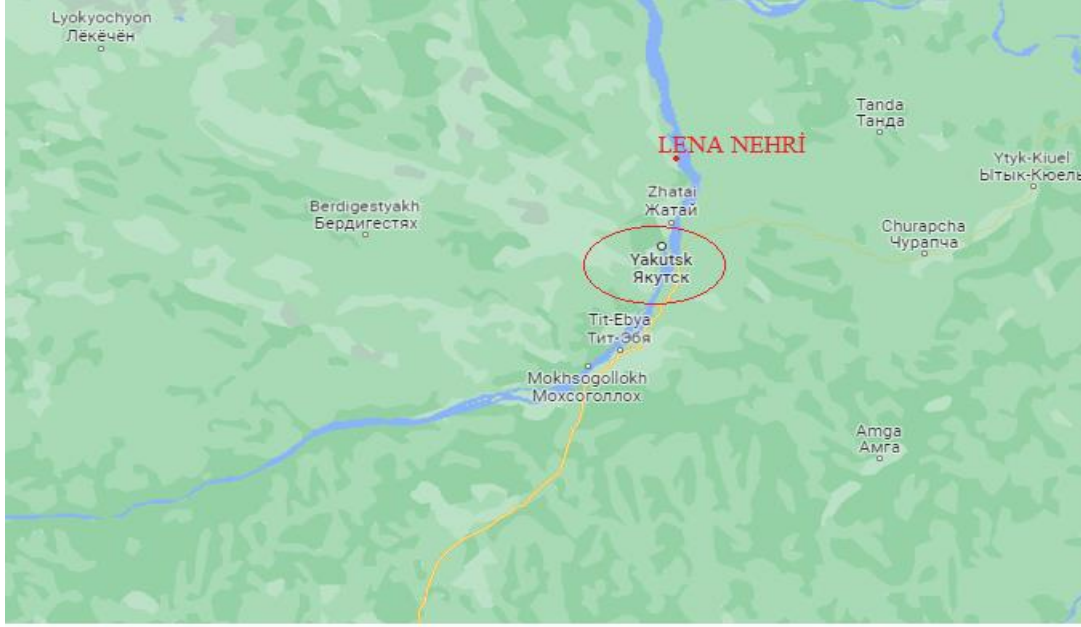 Lyokyochyon
Лёкёчён
Tanda
Танда
LENA NEHRİ
Ytyk-Kiuel
Ытык-Кюель
Zhatai
Жатай
Berdigestyakh
Бердигестях
Churapcha
Чурапча
Yakutsk
Якутск
Tit-Ebya
Тит-Эбя
Mokhsogollokh
Мохсоголлох
Amga
Амга